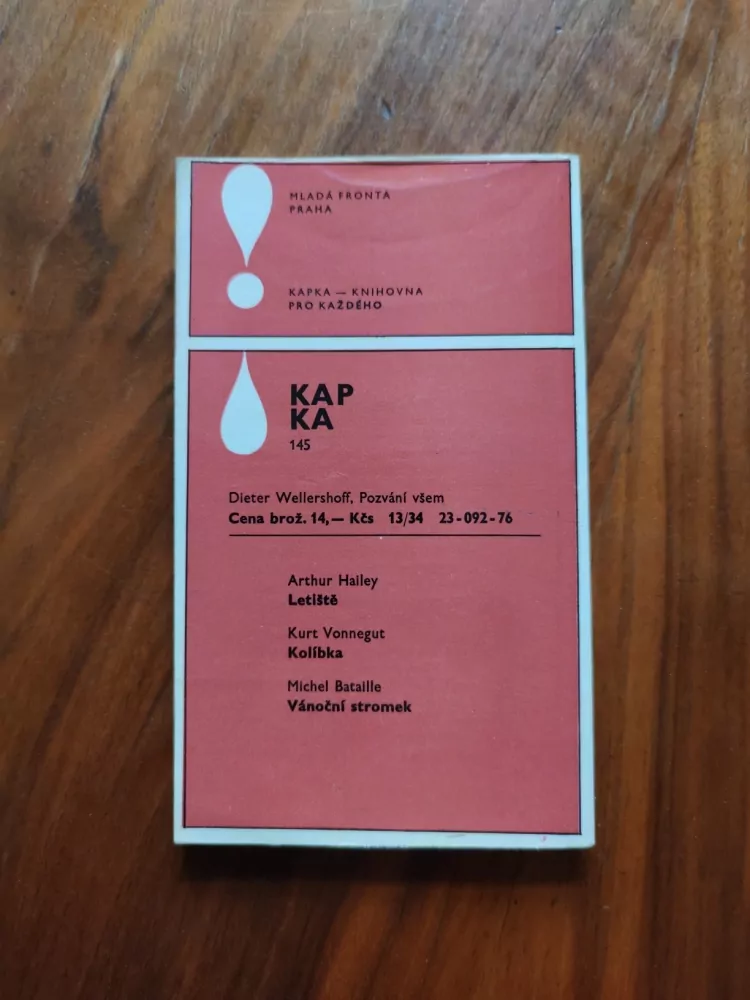 MLADÁ FRONTA
PRAHA
KAPKA — KNIHOVNA
PRO KAŽDÉHO
KAP
KA
145
Dieter Wellershoff, Pozvání všem
Cena brož. 14,— Kčs 13/34 23-092-76
Arthur Hailey
Letiště
Kurt Vonnegut
Kolíbka
Michel Bataille
Vánoční stromek